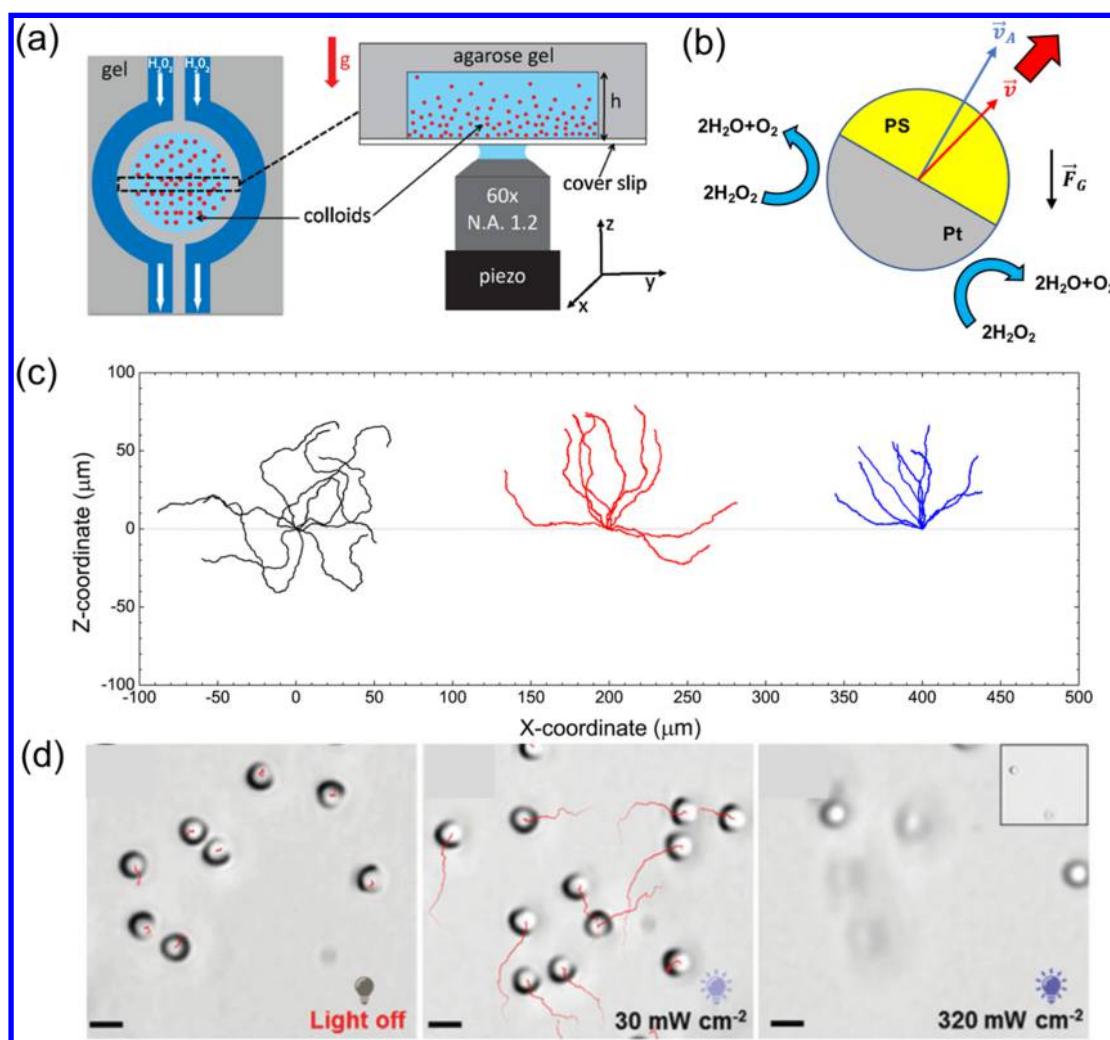 (a)
gel
H₂O₂ H₂O₂
g
agarose gel
h
cover slip
colloids
60x
N.A. 1.2
piezo
z
y
x
(b)
v⃗_A
v⃗
PS
2H₂O+O₂
2H₂O₂
F⃗_G
Pt
2H₂O+O₂
2H₂O₂
(c)
Z-coordinate (μm)
100
50
0
-50
-100
-100 -50 0 50 100 150 200 250 300 350 400 450 500
X-coordinate (μm)
(d)
Light off
30 mW cm⁻²
320 mW cm⁻²